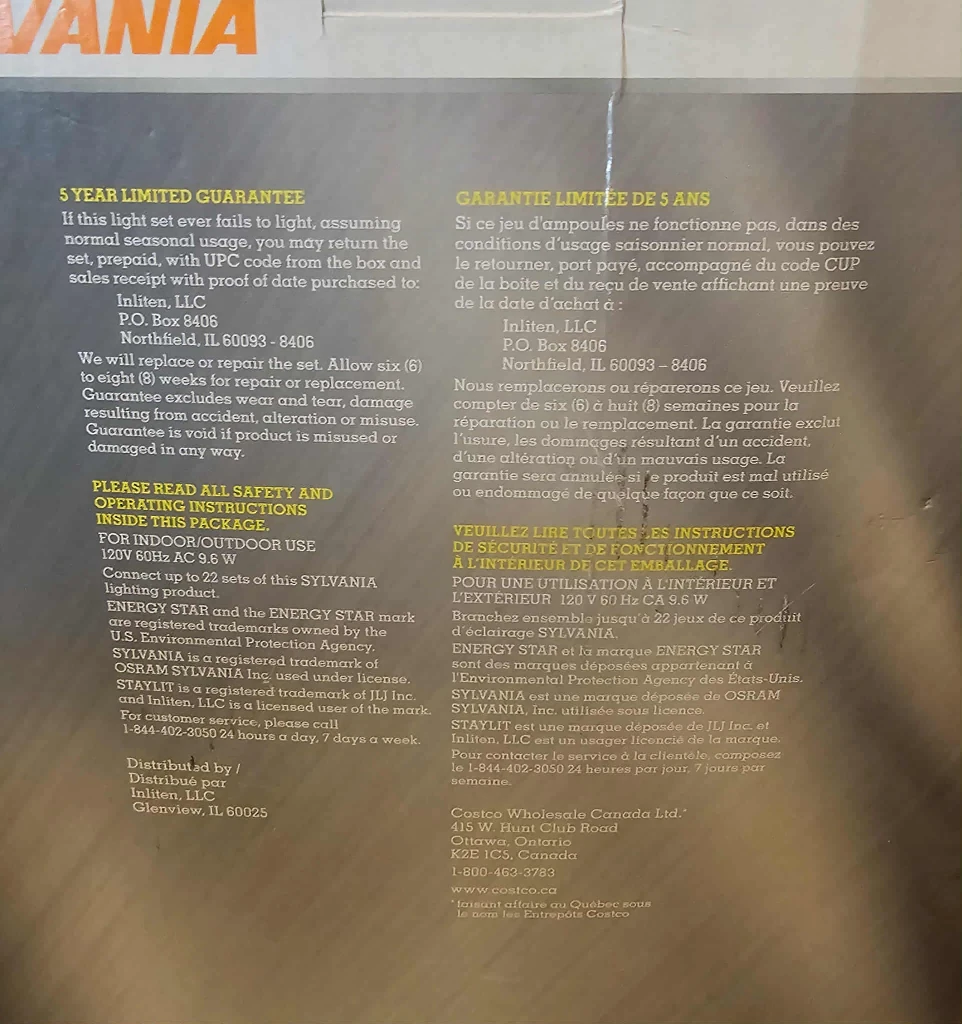 VANIA
5 YEAR LIMITED GUARANTEE
If this light set ever fails to light, assuming
normal seasonal usage, you may return the
set, prepaid, with UPC code from the box and
sales receipt with proof of date purchased to:
Inliten, LLC
P.O. Box 8406
Northfield, IL 60093 - 8406
We will replace or repair the set. Allow six (6)
to eight (8) weeks for repair or replacement.
Guarantee excludes wear and tear, damage
resulting from accident, alteration or misuse.
Guarantee is void if product is misused or
damaged in any way.
PLEASE READ ALL SAFETY AND
OPERATING INSTRUCTIONS
INSIDE THIS PACKAGE.
FOR INDOOR/OUTDOOR USE
120V 60Hz AC 9.6 W
Connect up to 22 sets of this SYLVANIA
lighting product.
ENERGY STAR and the ENERGY STAR mark
are registered trademarks owned by the
U.S. Environmental Protection Agency.
SYLVANIA is a registered trademark of
OSRAM SYLVANIA Inc. used under license.
STAYLIT is a registered trademark of JLJ Inc.
and Inliten, LLC is a licensed user of the mark.
For customer service, please call
1-844-402-3050 24 hours a day, 7 days a week.
Distributed by /
Distribué par
Inliten, LLC
Glenview, IL 60025
GARANTIE LIMITÉE DE 5 ANS
Si ce jeu d'ampoules ne fonctionne pas, dans des
conditions d'usage saisonnier normal, vous pouvez
le retourner, port payé, accompagné du code CUP
de la boîte et du reçu de vente affichant une preuve
de la date d'achat à :
Inliten, LLC
P.O. Box 8406
Northfield, IL 60093 – 8406
Nous remplacerons ou réparerons ce jeu. Veuillez
compter de six (6) à huit (8) semaines pour la
réparation ou le remplacement. La garantie exclut
l'usure, les dommages résultant d'un accident,
d'une altération ou d'un mauvais usage. La
garantie sera annulée si le produit est mal utilisé
ou endommagé de quelque façon que ce soit.
VEUILLEZ LIRE TOUTES LES INSTRUCTIONS
DE SÉCURITÉ ET DE FONCTIONNEMENT
À L'INTÉRIEUR DE CET EMBALLAGE.
POUR UNE UTILISATION À L'INTÉRIEUR ET
L'EXTÉRIEUR 120 V 60 Hz CA 9.6 W
Branchez ensemble jusqu'à 22 jeux de ce produit
d'éclairage SYLVANIA.
ENERGY STAR et la marque ENERGY STAR
sont des marques déposées appartenant à
l'Environmental Protection Agency des États-Unis.
SYLVANIA est une marque déposée de OSRAM
SYLVANIA, Inc. utilisée sous licence.
STAYLIT est une marque déposée de JLJ Inc. et
Inliten, LLC est un usager licencié de la marque.
Pour contacter le service à la clientèle, composez
le 1-844-402-3050 24 heures par jour, 7 jours par
semaine.
Costco Wholesale Canada Ltd.*
415 W. Hunt Club Road
Ottawa, Ontario
K2E 1C5, Canada
1-800-463-3783
www.costco.ca
*faisant affaire au Québec sous
le nom les Entrepôts Costco